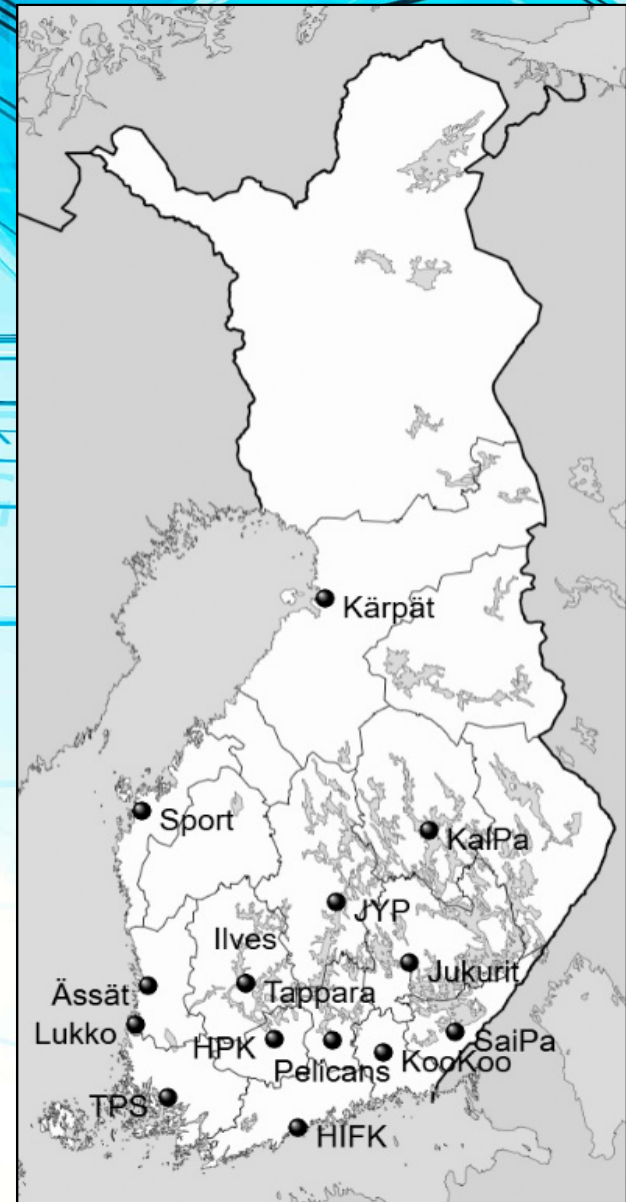 Kärpät
Sport
KalPa
JYP
Ilves
Jukurit
Ässät
Tappara
Lukko
SaiPa
HPK
KooKoo
Pelicans
TPS
HIFK